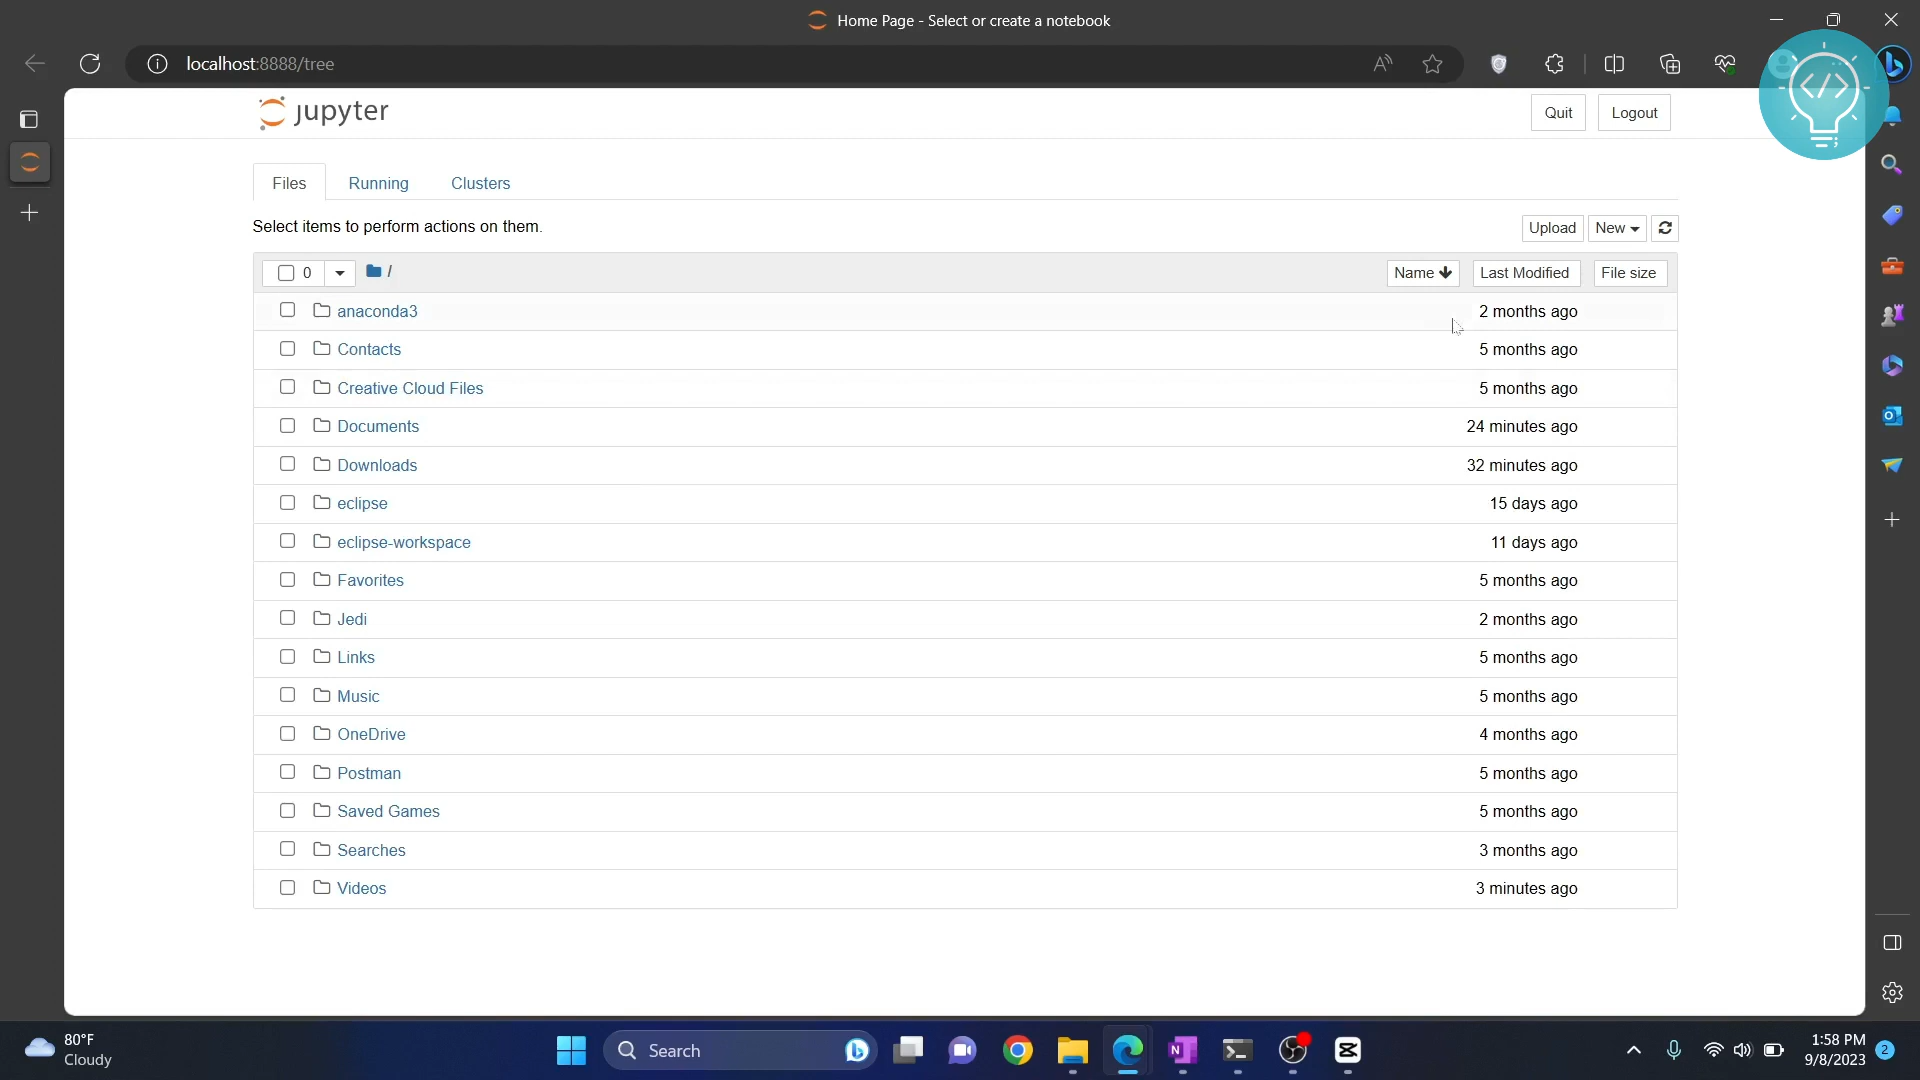 Home Page - Select or create a notebook
localhost:8888/tree
jupyter
Quit
Logout
Files
Running
Clusters
Select items to perform actions on them.
Upload
New
0
/
Name
Last Modified
File size
anaconda3
2 months ago
Contacts
5 months ago
Creative Cloud Files
5 months ago
Documents
24 minutes ago
Downloads
32 minutes ago
eclipse
15 days ago
eclipse-workspace
11 days ago
Favorites
5 months ago
Jedi
2 months ago
Links
5 months ago
Music
5 months ago
OneDrive
4 months ago
Postman
5 months ago
Saved Games
5 months ago
Searches
3 months ago
Videos
3 minutes ago
80°F
Cloudy
Search
1:58 PM
9/8/2023
2